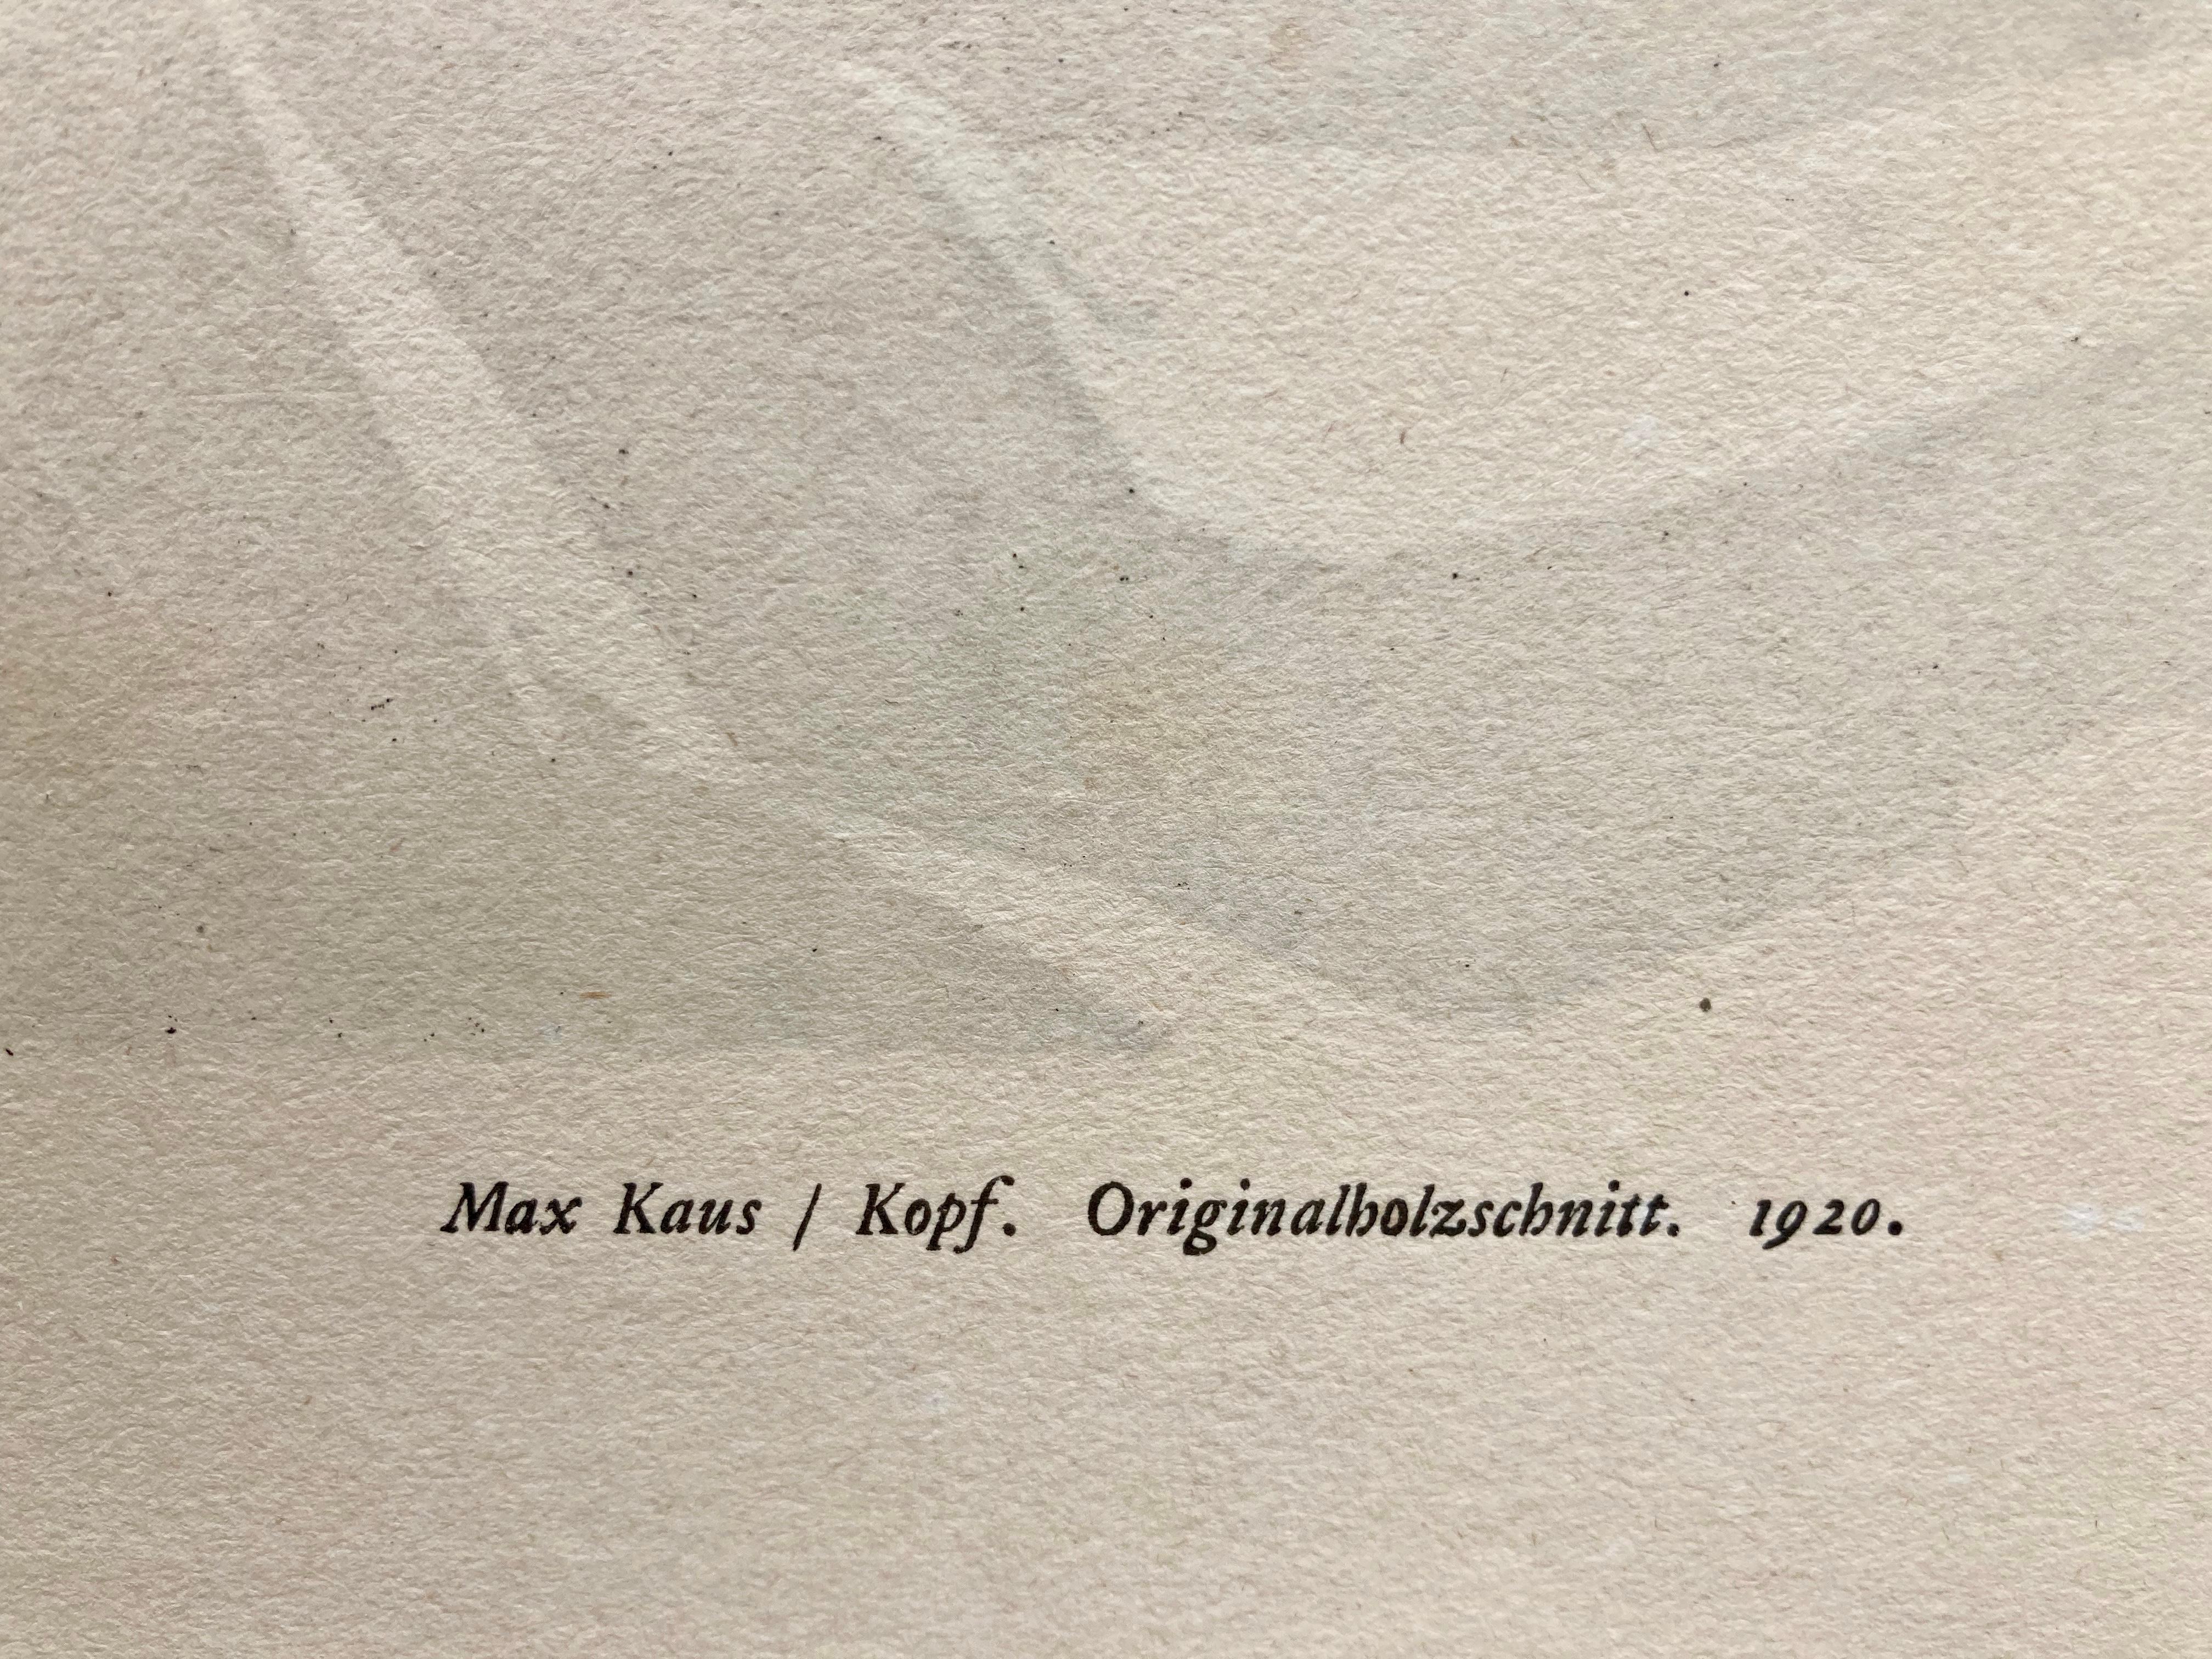 Max Kaus / Kopf. Originalholzschnitt. 1920.